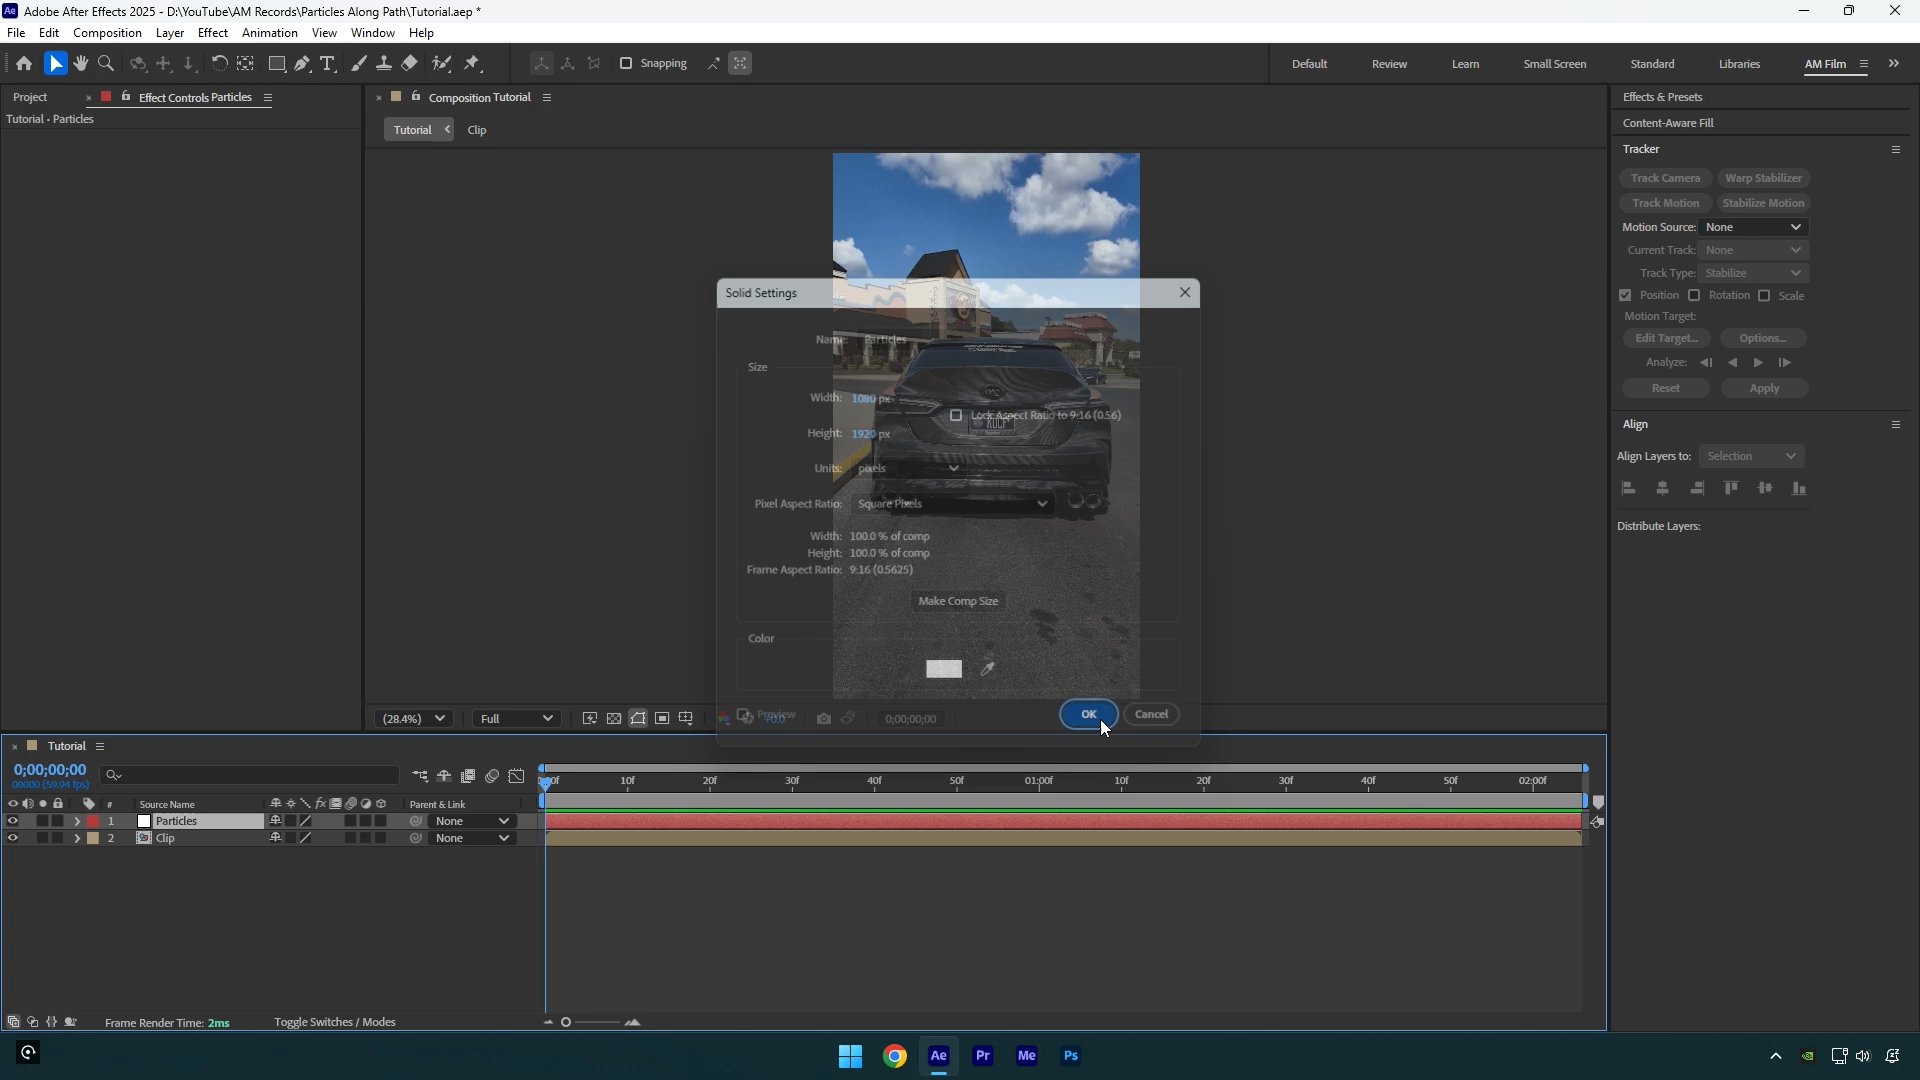 Adobe After Effects 2025 - D:\YouTube\AM Records\Particles Along Path\Tutorial.aep *
File Edit Composition Layer Effect Animation View Window Help
Snapping Default Review Learn Small Screen Standard Libraries AM Film
Project Effect Controls Particles
Tutorial - Particles
Composition Tutorial
Tutorial Clip
Effects & Presets
Content-Aware Fill
Tracker
Track Camera Warp Stabilizer
Track Motion Stabilize Motion
Motion Source: None
Current Track: None
Track Type: Stabilize
Position Rotation Scale
Motion Target:
Edit Target... Options...
Analyze:
Reset Apply
Align
Align Layers to: Selection
Distribute Layers:
Solid Settings
Name: Particles
Size
Width: 1080 px
Lock Aspect Ratio to 9:16 (0.56)
Height: 1920 px
Units: pixels
Pixel Aspect Ratio: Square Pixels
Width: 100.0 % of comp
Height: 100.0 % of comp
Frame Aspect Ratio: 9:16 (0.5625)
Make Comp Size
Color
Preview OK Cancel
(28.4%) Full +0.0 0;00;00;00
Tutorial
0;00;00;00
00000 (59.94 fps)
10f 20f 30f 40f 50f 01:00f 10f 20f 30f 40f 50f 02:00f
# Source Name fx Parent & Link
1 Particles None
2 Clip None
Frame Render Time: 2ms Toggle Switches / Modes
Ae Pr Me Ps